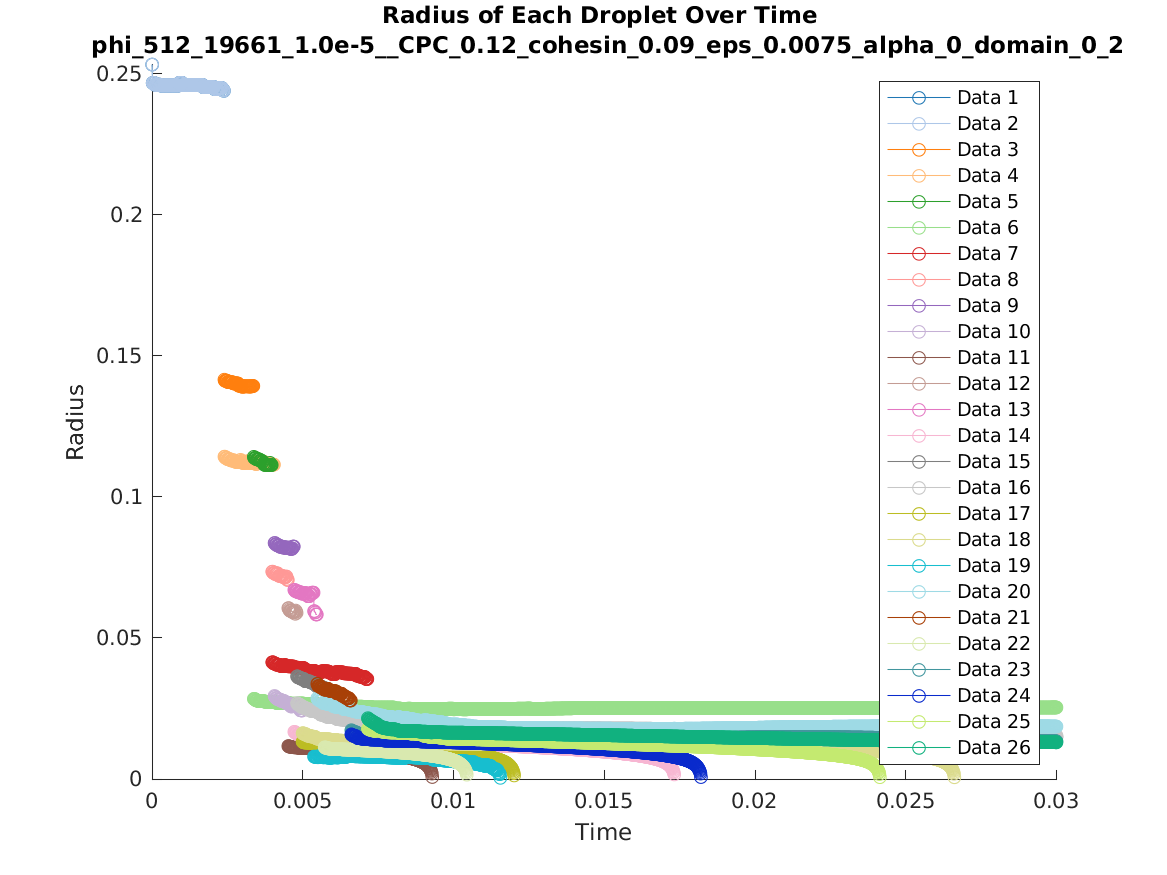 Radius of Each Droplet Over Time
phi_512_19661_1.0e-5__CPC_0.12_cohesin_0.09_eps_0.0075_alpha_0_domain_0_2
0.25
0.2
0.15
0.1
0.05
0
Radius
0
0.005
0.01
0.015
0.02
0.025
0.03
Time
Data 1
Data 2
Data 3
Data 4
Data 5
Data 6
Data 7
Data 8
Data 9
Data 10
Data 11
Data 12
Data 13
Data 14
Data 15
Data 16
Data 17
Data 18
Data 19
Data 20
Data 21
Data 22
Data 23
Data 24
Data 25
Data 26